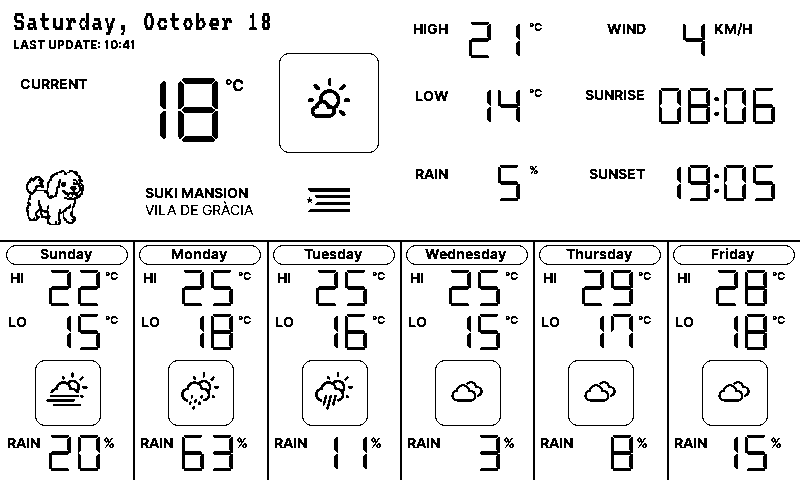 Saturday, October 18
LAST UPDATE: 10:41
CURRENT 18 °C
HIGH 21 °C
LOW 14 °C
RAIN 5 %
WIND 4 KM/H
SUNRISE 08:06
SUNSET 19:05
SUKI MANSION
VILA DE GRÀCIA
Sunday
HI 22 °C
LO 15 °C
RAIN 20 %
Monday
HI 25 °C
LO 18 °C
RAIN 63 %
Tuesday
HI 25 °C
LO 16 °C
RAIN 11 %
Wednesday
HI 25 °C
LO 15 °C
RAIN 3 %
Thursday
HI 29 °C
LO 17 °C
RAIN 8 %
Friday
HI 28 °C
LO 18 °C
RAIN 15 %